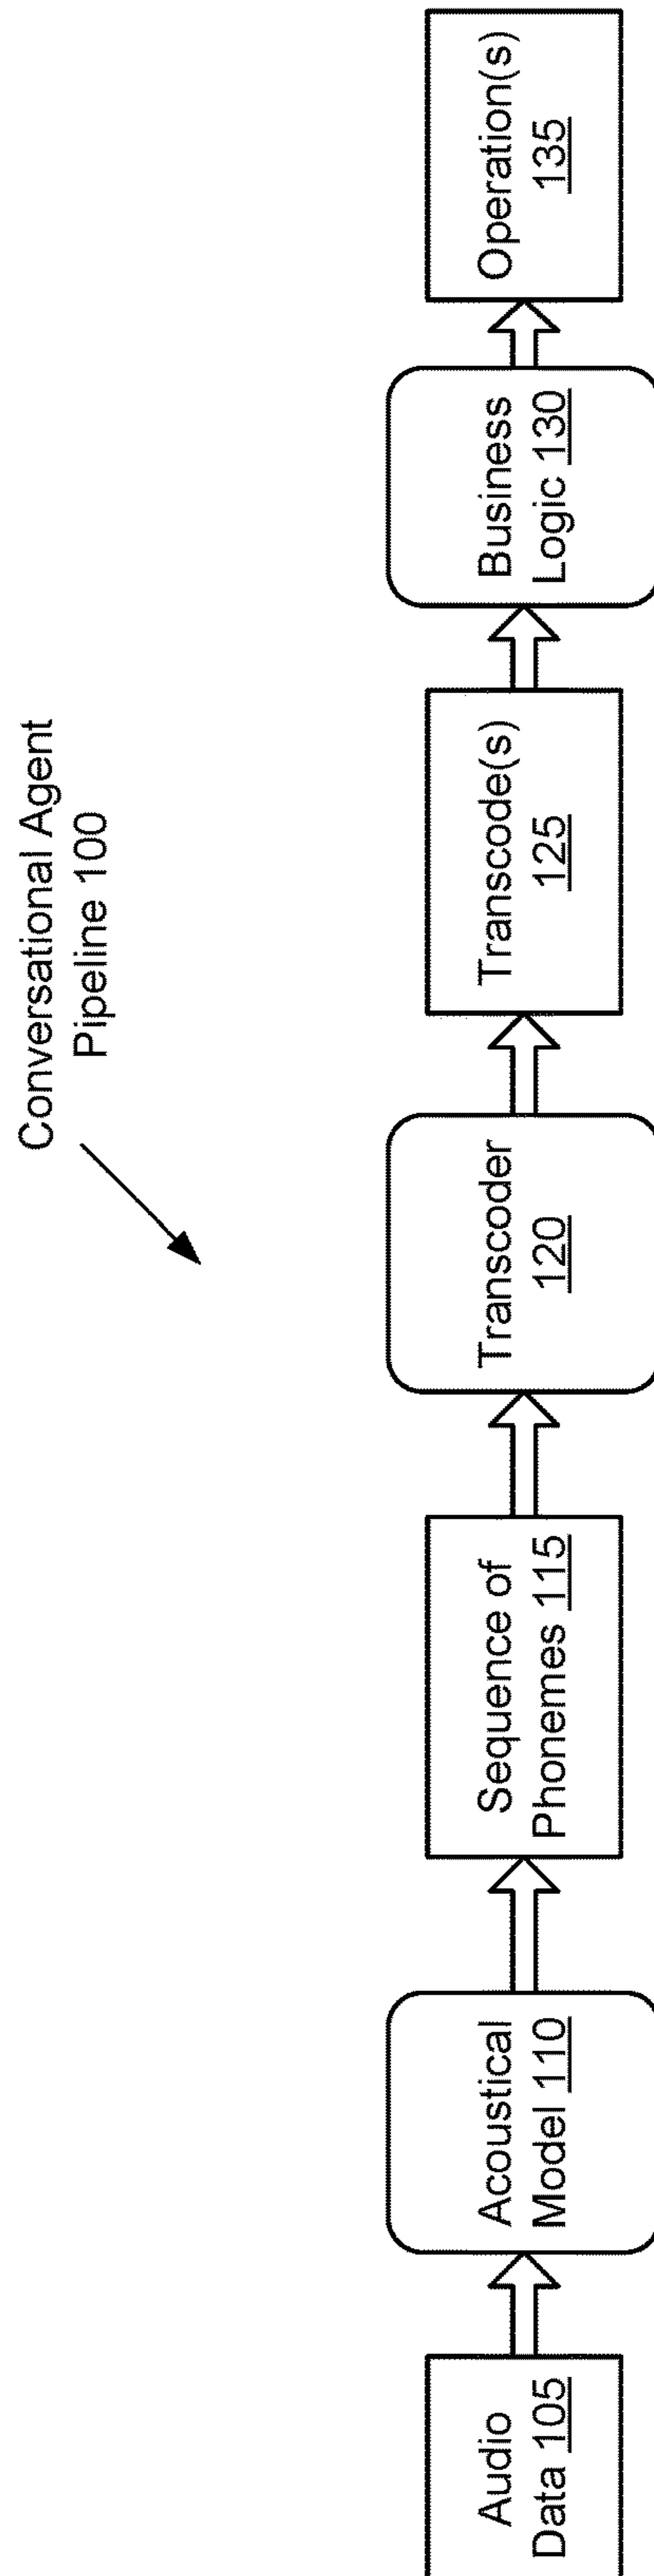 Conversational Agent
Pipeline 100
Audio
Data 105
Acoustical
Model 110
Sequence of
Phonemes 115
Transcoder
120
Transcode(s)
125
Business
Logic 130
Operation(s)
135